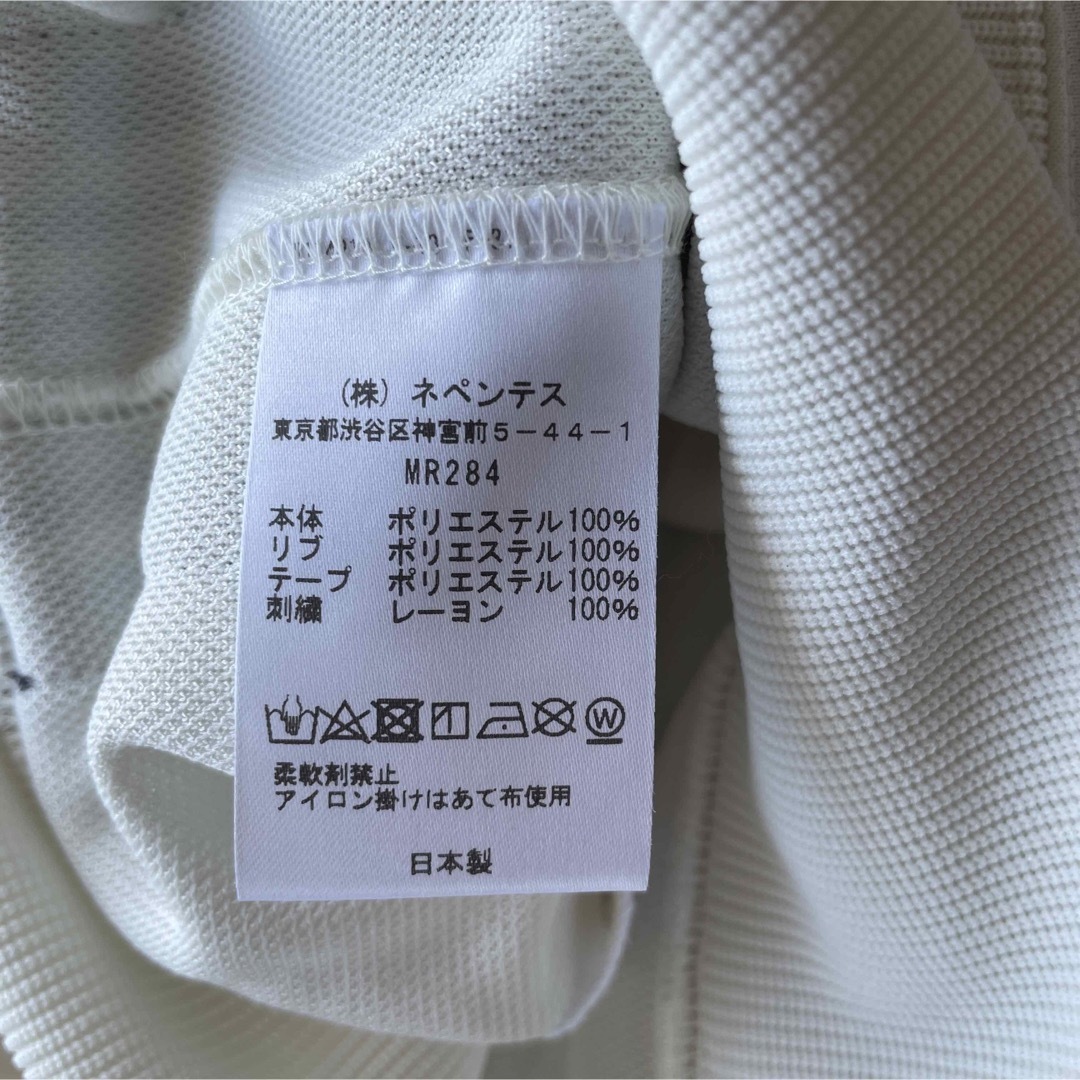 (株) ネペンテス
東京都渋谷区神宮前5-44-1
MR284
本体 ポリエステル100%
リブ ポリエステル100%
テープ ポリエステル100%
刺繍 レーヨン 100%
W
柔軟剤禁止
アイロン掛けはあて布使用
日本製